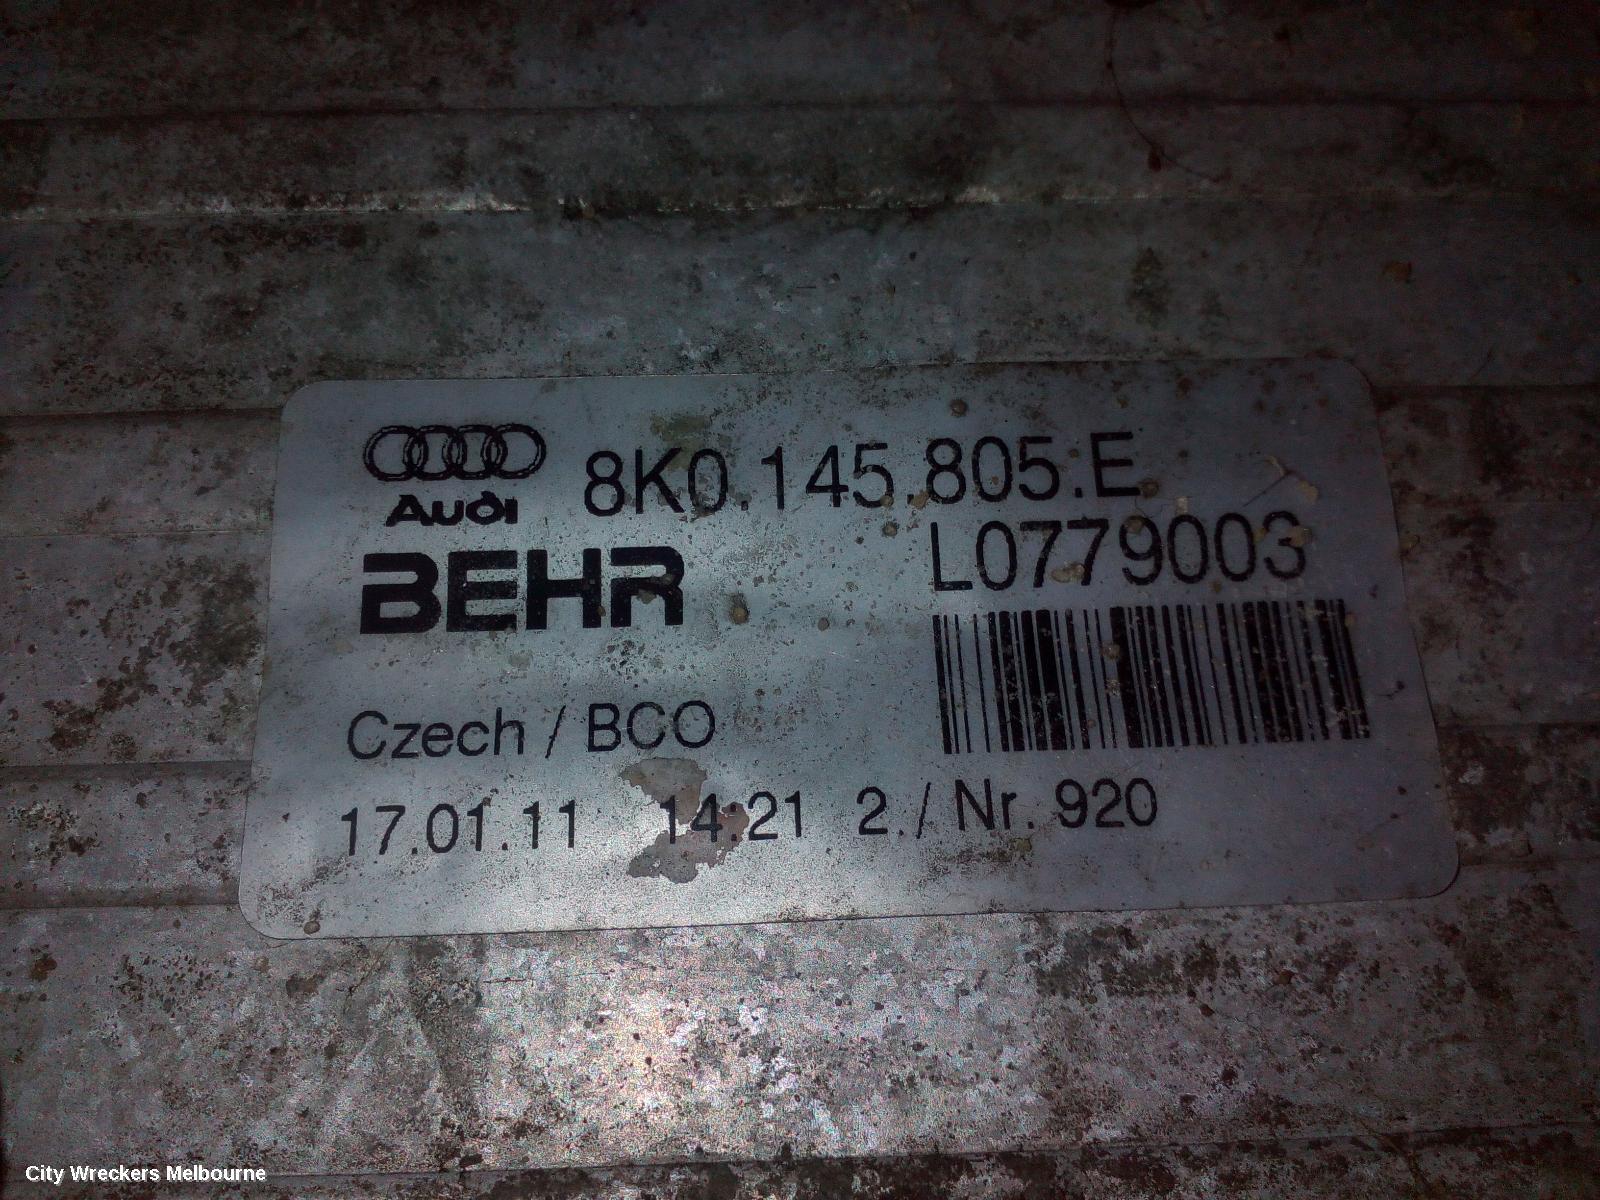 Audi 8K0.145.805.E
L0779003
BEHR
Czech / BCO
17.01.11 14:21 2./ Nr. 920
City Wreckers Melbourne